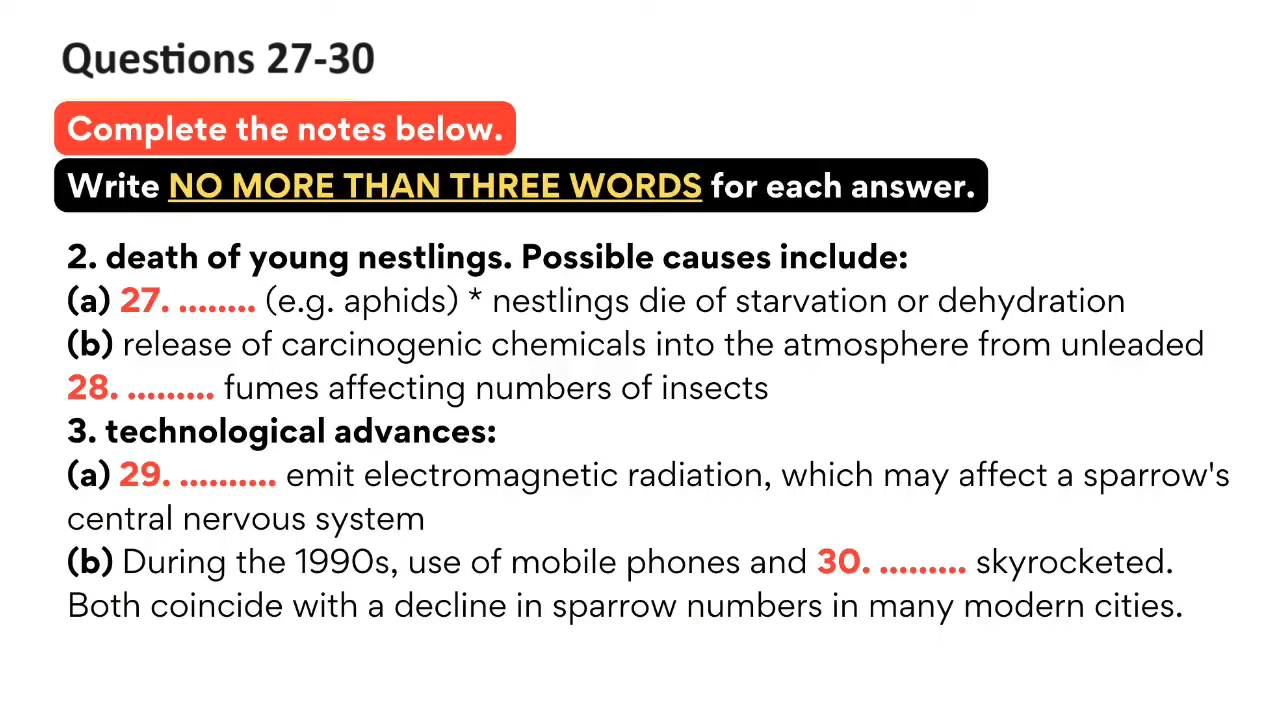 Questions 27-30
Complete the notes below.
Write NO MORE THAN THREE WORDS for each answer.
2. death of young nestlings. Possible causes include:
(a) 27. ........ (e.g. aphids) * nestlings die of starvation or dehydration
(b) release of carcinogenic chemicals into the atmosphere from unleaded
28. ......... fumes affecting numbers of insects
3. technological advances:
(a) 29. .......... emit electromagnetic radiation, which may affect a sparrow's
central nervous system
(b) During the 1990s, use of mobile phones and 30. ......... skyrocketed.
Both coincide with a decline in sparrow numbers in many modern cities.